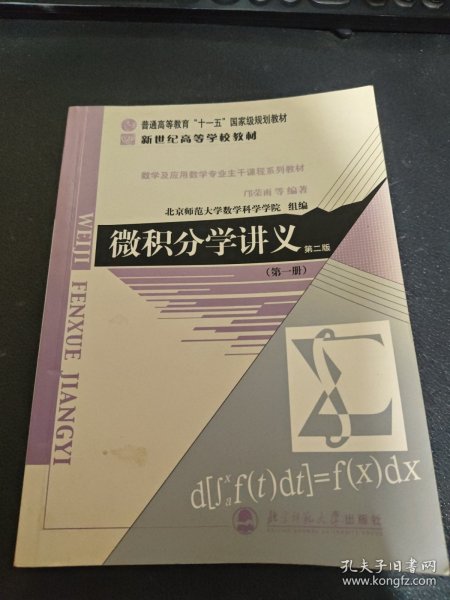 普通高等教育“十一五”国家级规划教材
新世纪高等学校教材
数学及应用数学专业主干课程系列教材
邝荣雨 等 编著
北京师范大学数学科学学院 组编
微积分学讲义 第二版
(第一册)
WEIJI FENXUE JIANGYI
d[∫ₐˣf(t)dt]=f(x)dx
北京师范大学出版社
孔夫子旧书网
www.kongfz.com